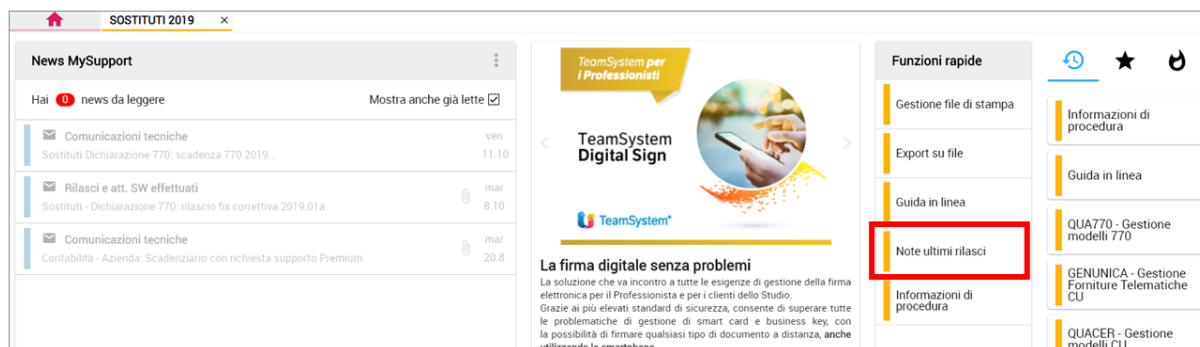 SOSTITUTI 2019 ×
News MySupport
Hai 0 news da leggere
Mostra anche già lette
Comunicazioni tecniche
ven
Sostituti Dichiarazione 770: scadenza 770 2019...
11.10
Rilasci e att. SW effettuati
mar
Sostituti - Dichiarazione 770: rilascio fix correttiva 2019.01a.
8.10
Comunicazioni tecniche
mar
Contabilità - Azienda: Scadenziario con richiesta supporto Premium
20.8
TeamSystem per
i Professionisti
TeamSystem
Digital Sign
TeamSystem®
La firma digitale senza problemi
La soluzione che va incontro a tutte le esigenze di gestione della firma
elettronica per il Professionista e per i clienti dello Studio.
Grazie ai più elevati standard di sicurezza, consente di superare tutte
le problematiche di gestione di smart card e business key, con
la possibilità di firmare qualsiasi tipo di documento a distanza, anche
utilizzando lo smartphone.
Funzioni rapide
Gestione file di stampa
Export su file
Guida in linea
Note ultimi rilasci
Informazioni di
procedura
Informazioni di
procedura
Guida in linea
QUA770 - Gestione
modelli 770
GENUNICA - Gestione
Forniture Telematiche
CU
QUACER - Gestione
modelli CU